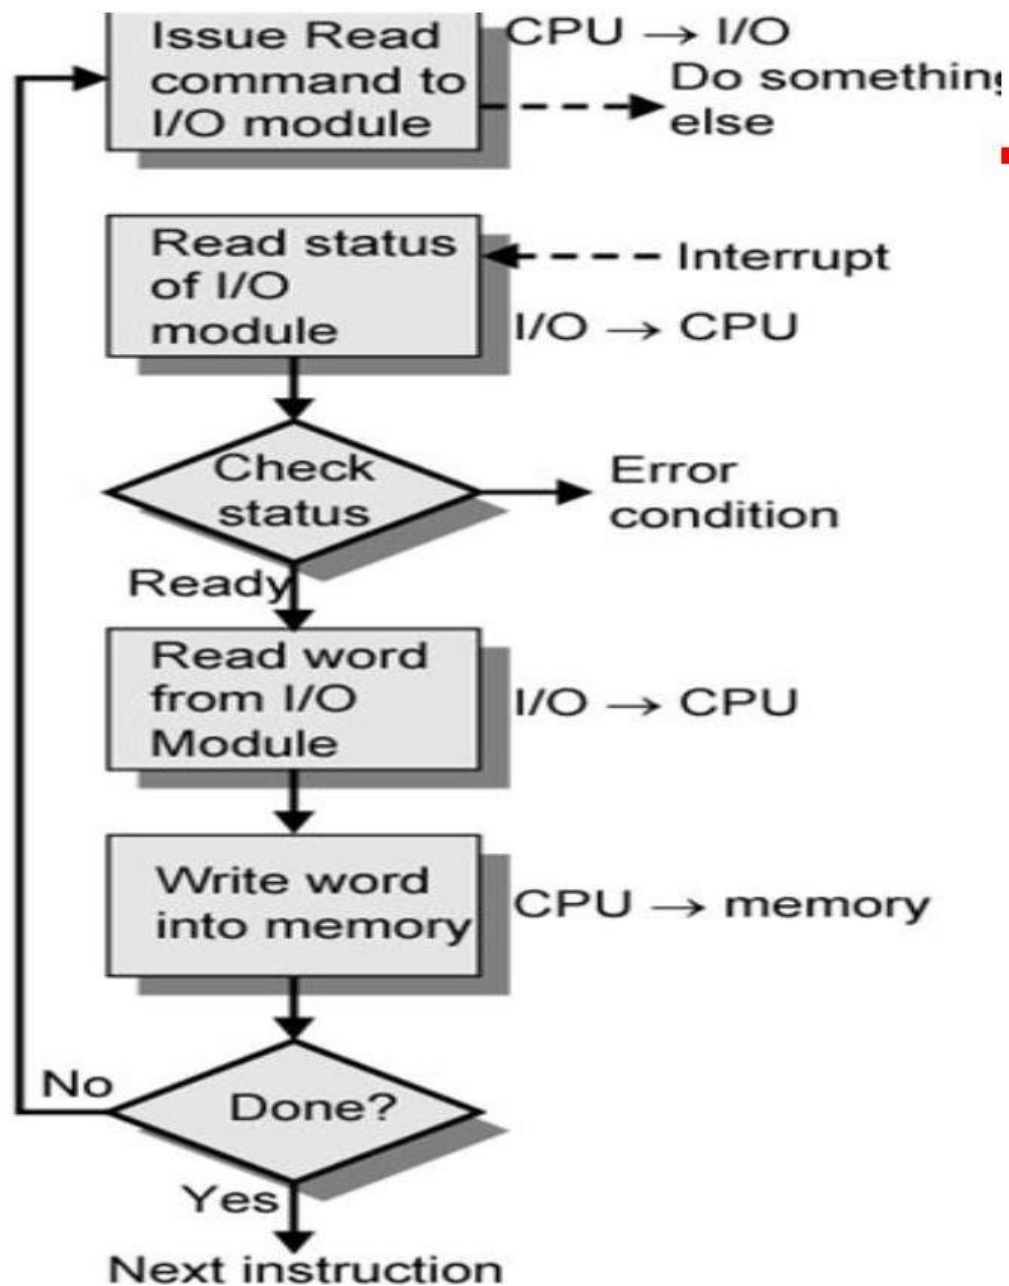 Issue Read
command to
I/O module
CPU → I/O
Do something
else
Read status
of I/O
module
Interrupt
I/O → CPU
Check
status
Error
condition
Ready
Read word
from I/O
Module
I/O → CPU
Write word
into memory
CPU → memory
Done?
No
Yes
Next instruction